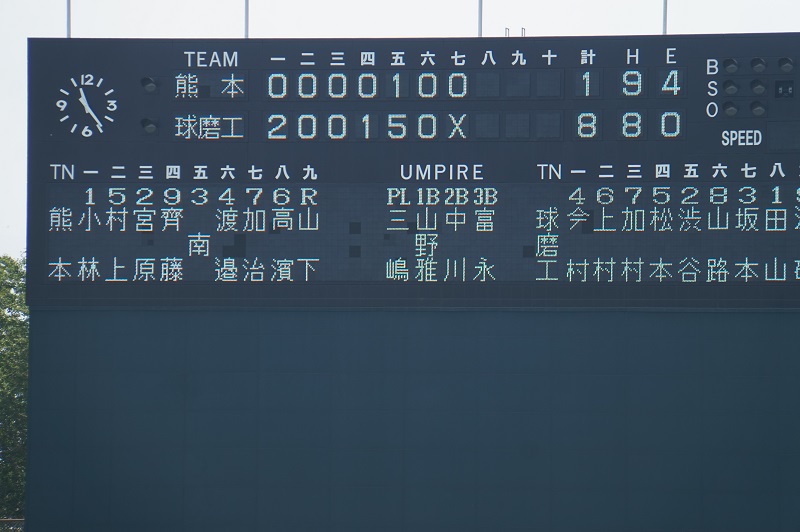 TEAM 一 二 三 四 五 六 七 八 九 十 計 H E
12 3 6 9
熊本 0 0 0 0 1 0 0 1 9 4
球磨工 2 0 0 1 5 0 X 8 8 0
B
S
O
SPEED
TN 一 二 三 四 五 六 七 八 九 UMPIRE TN 一 二 三 四 五 六 七 八
1 5 2 9 3 4 7 6 R PL 1B 2B 3B 4 6 7 5 2 8 3 1
熊本 小林 村上 宮原 齊藤 南 渡邉 加治 高濱 山下 三嶋 山野雅 中川 富永 球磨工 今村 上村 加村 松本 渋谷 山路 坂本 田山